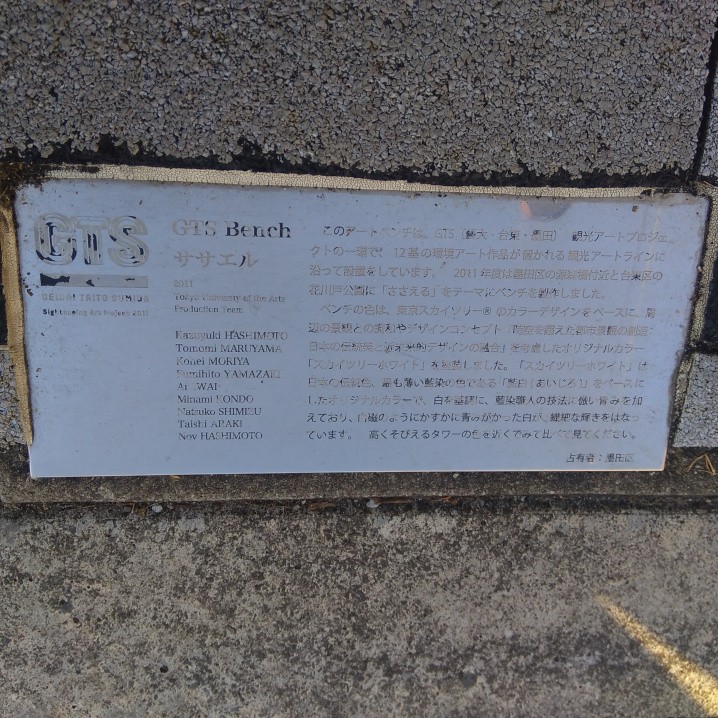 GTS
GEIDAI TAITO SUMIDA
Sightseeing Art Project 2011
GTS Bench
ササエル
2011
Tokyo University of the Arts
Production Team
Kazuyuki HASHIMOTO
Tomomi MARUYAMA
Kohei MORIYA
Fumihito YAMAZAKI
Ai IWAI
Minami KONDO
Natsuko SHIMIZU
Taishi ARAKI
Nov HASHIMOTO
このアートベンチは、GTS(藝大・台東・墨田) 観光アートプロジェ
クトの一環で、12基の環境アート作品が置かれる観光アートラインに
沿って設置をしています。 2011年度は墨田区の源森橋付近と台東区の
花川戸公園に「ささえる」をテーマにベンチを製作しました。
ベンチの色は、東京スカイツリー®のカラーデザインをベースに、周
辺の景観との調和やデザインコンセプト「時空を超えた都市景観の創造:
日本の伝統美と近未来的デザインの融合」を考慮したオリジナルカラー
「スカイツリーホワイト」を塗装しました。「スカイツリーホワイト」は
日本の伝統色、最も薄い藍染の色である「藍白(あいじろ)」をベースに
したオリジナルカラーで、白を基調に、藍染職人の技法に倣い青みを加
えており、白磁のようにかすかに青みがかった白が、繊細な輝きをはなっ
ています。 高くそびえるタワーの色を近くでみて比べて見てください。
占有者:墨田区